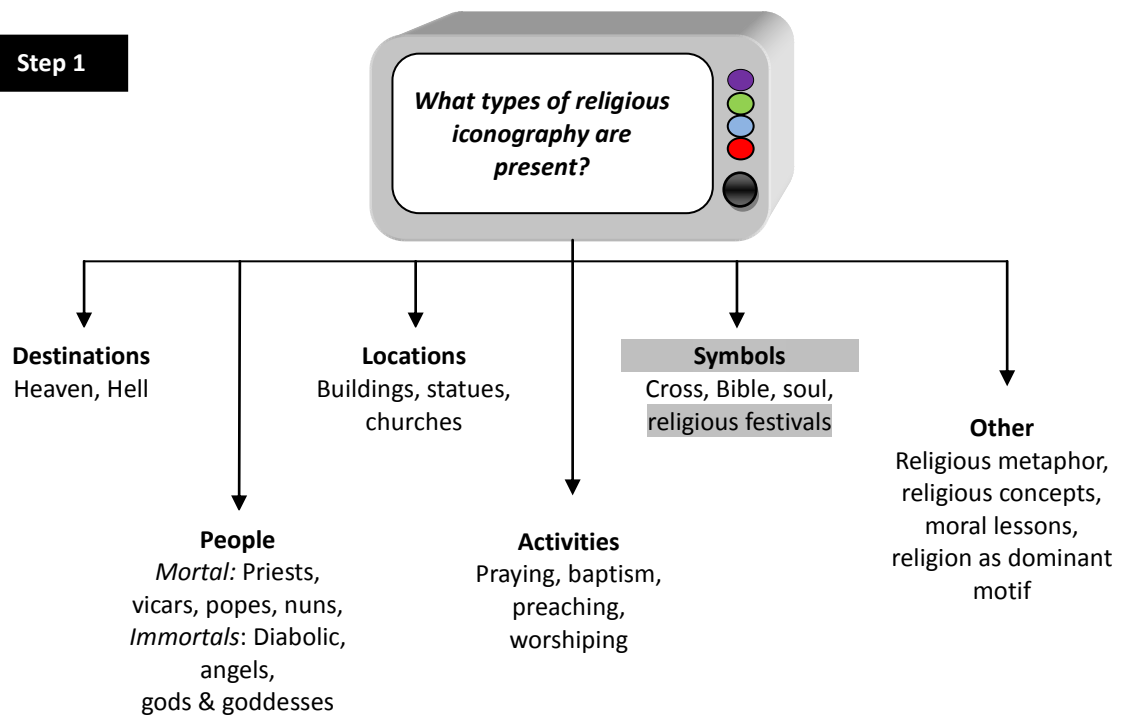 Step 1
What types of religious
iconography are
present?
Destinations
Heaven, Hell
Locations
Buildings, statues,
churches
Symbols
Cross, Bible, soul,
religious festivals
Other
Religious metaphor,
religious concepts,
moral lessons,
religion as dominant
motif
People
Mortal: Priests,
vicars, popes, nuns,
Immortals: Diabolic,
angels,
gods & goddesses
Activities
Praying, baptism,
preaching,
worshiping